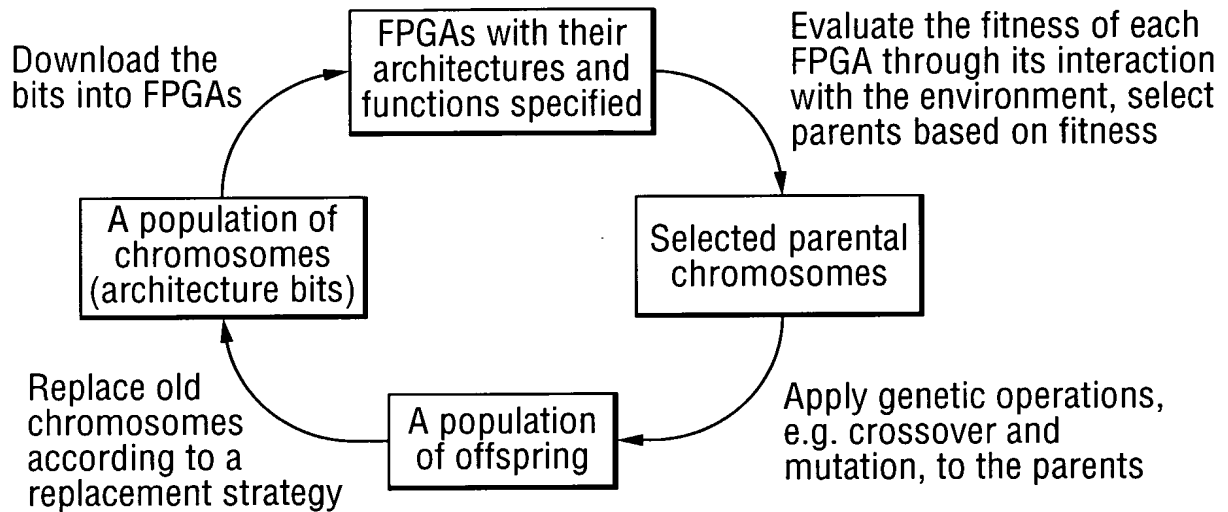 Download the
bits into FPGAs
FPGAs with their
architectures and
functions specified
Evaluate the fitness of each
FPGA through its interaction
with the environment, select
parents based on fitness
A population of
chromosomes
(architecture bits)
Selected parental
chromosomes
Replace old
chromosomes
according to a
replacement strategy
A population
of offspring
Apply genetic operations,
e.g. crossover and
mutation, to the parents